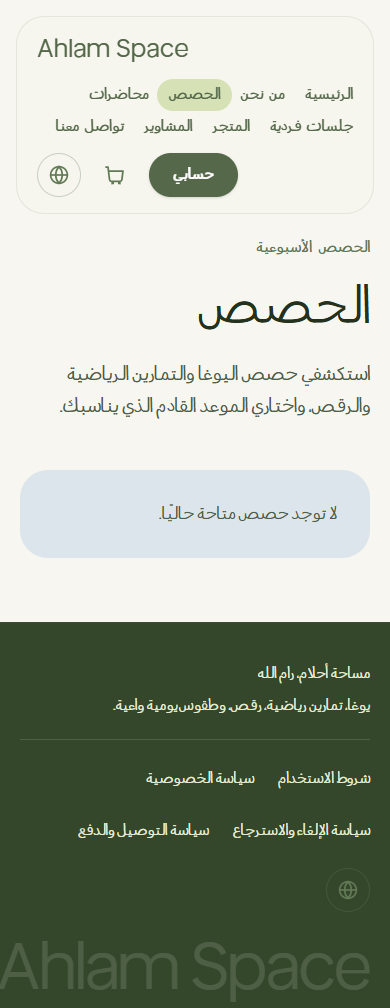 Ahlam Space
الرئيسية من نحن الحصص محاضرات
جلسات فردية المتجر المشاوير تواصل معنا
حسابي
الحصص الأسبوعية
الحصص
استكشفي حصص اليوغا والتمارين الرياضية
والرقص، واختاري الموعد القادم الذي يناسبك.
لا توجد حصص متاحة حاليًا.
مساحة أحلام، رام الله
يوغا، تمارين رياضية، رقص، وطقوس يومية واعية.
شروط الاستخدام سياسة الخصوصية
سياسة الإلغاء والاسترجاع سياسة التوصيل والدفع
Ahlam Space